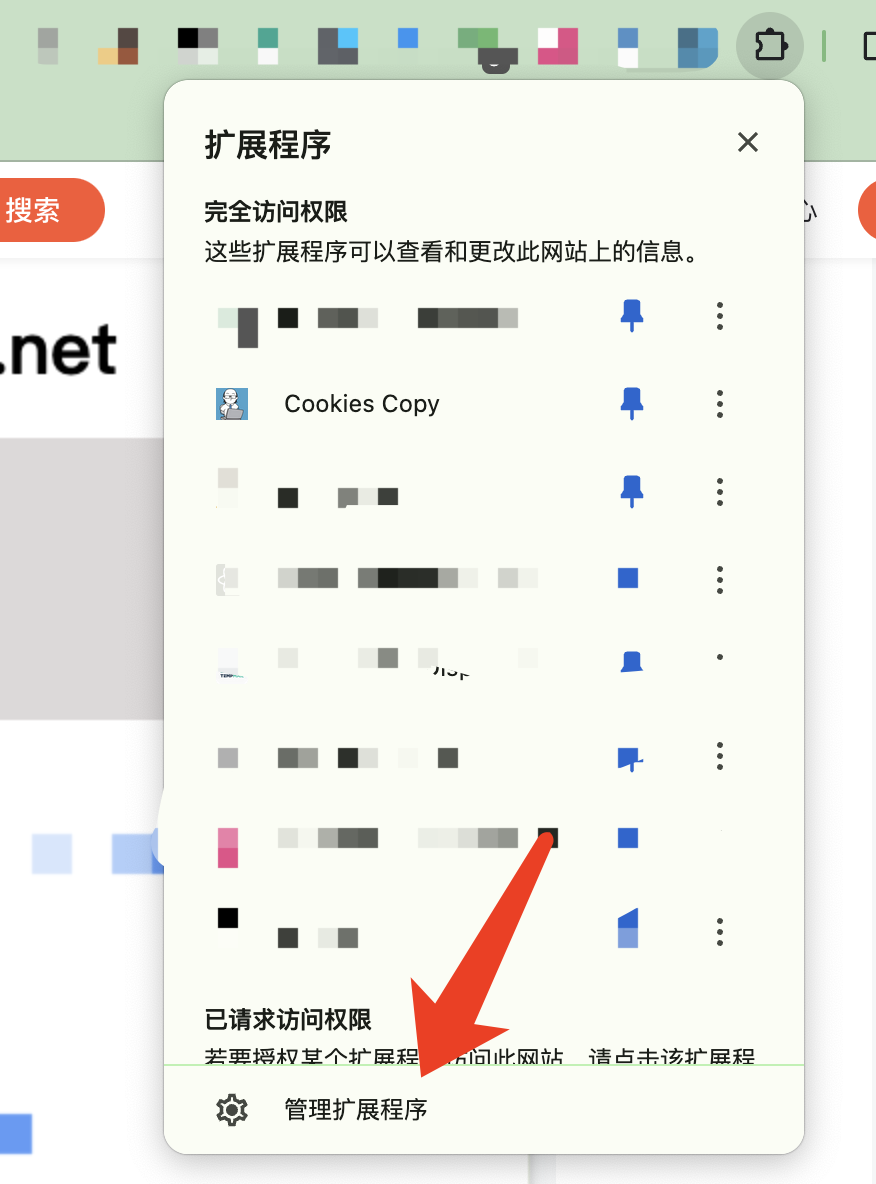 扩展程序
搜索
完全访问权限
心
这些扩展程序可以查看和更改此网站上的信息。
.net
Cookies Copy
已请求访问权限
若要授权某个扩展程 访问此网站 请点击该扩展程
管理扩展程序